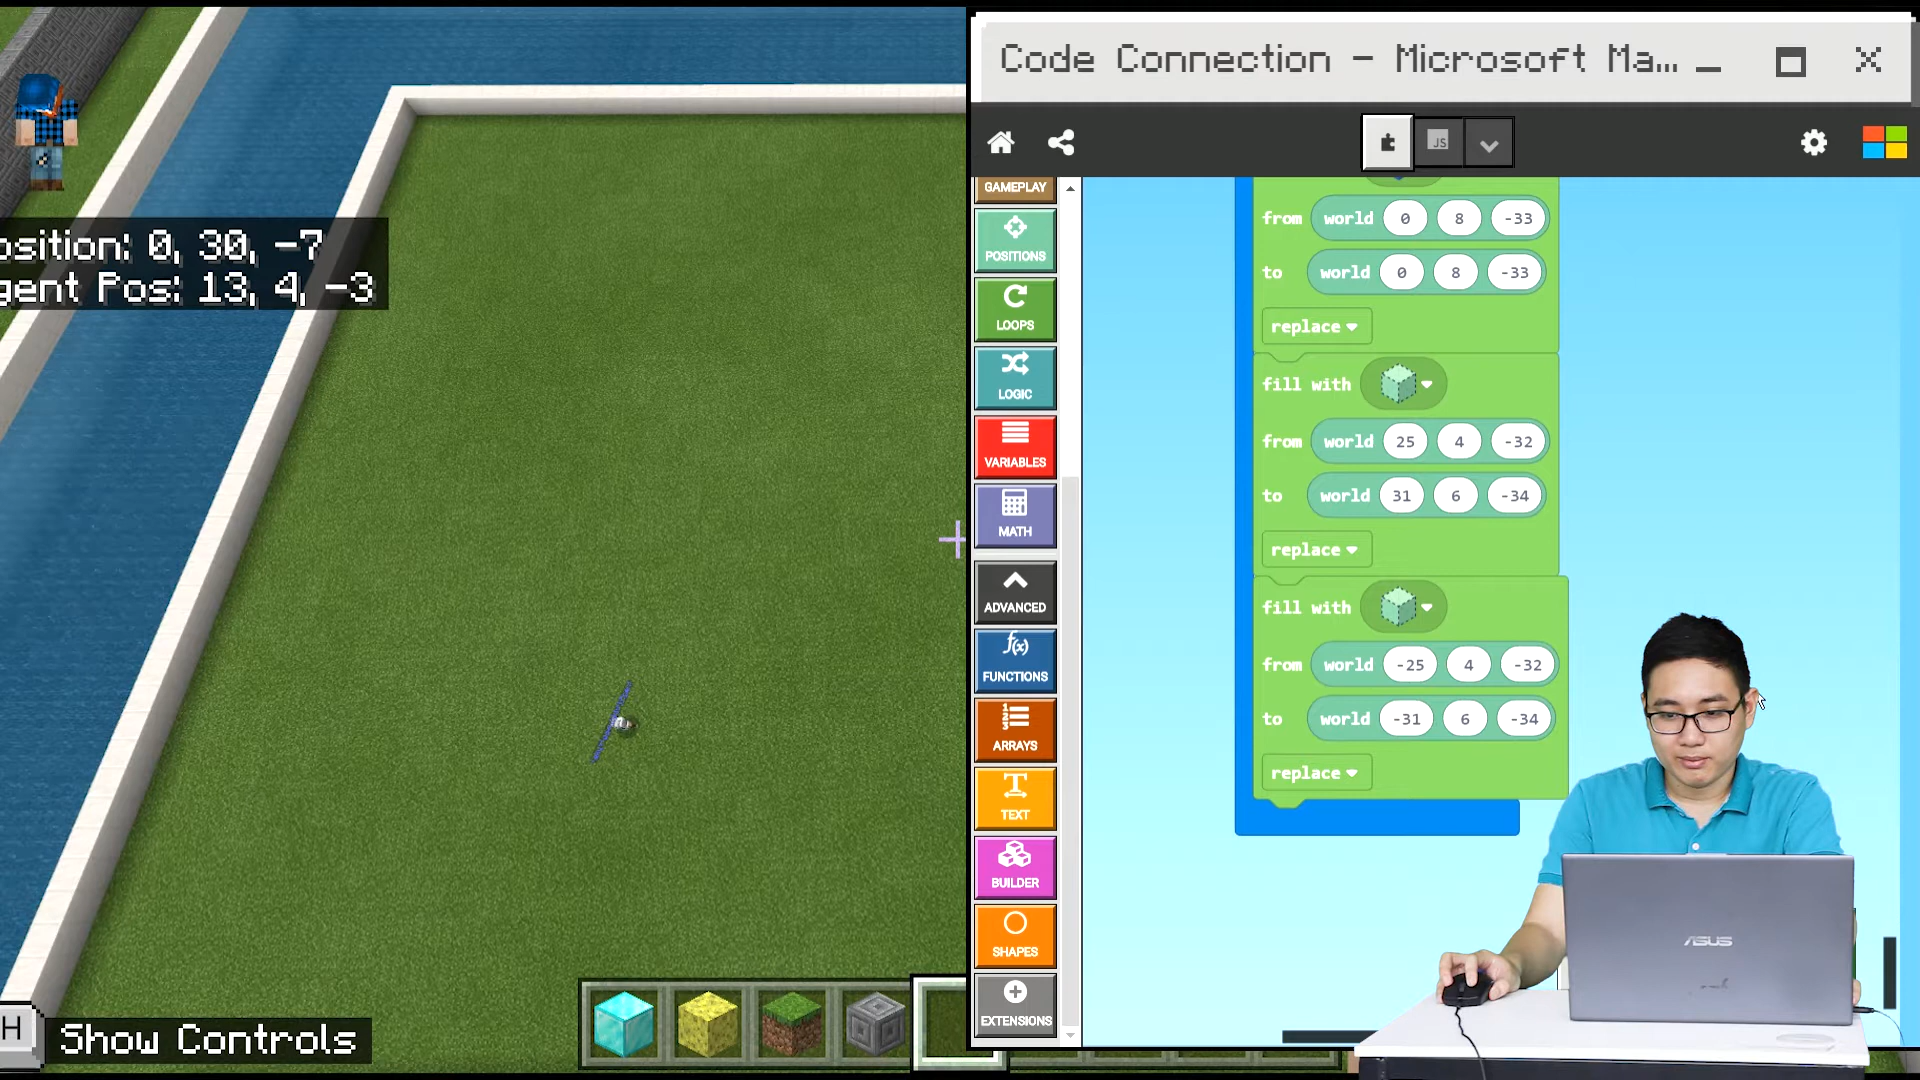 Code Connection - Microsoft Ma...
JS
osition: 0, 30, -7
gent Pos: 13, 4, -3
GAMEPLAY
POSITIONS
LOOPS
LOGIC
VARIABLES
MATH
ADVANCED
f(x)
FUNCTIONS
ARRAYS
TEXT
BUILDER
SHAPES
EXTENSIONS
from world 0 8 -33
to world 0 8 -33
replace
fill with
from world 25 4 -32
to world 31 6 -34
replace
fill with
from world -25 4 -32
to world -31 6 -34
replace
ASUS
H Show Controls